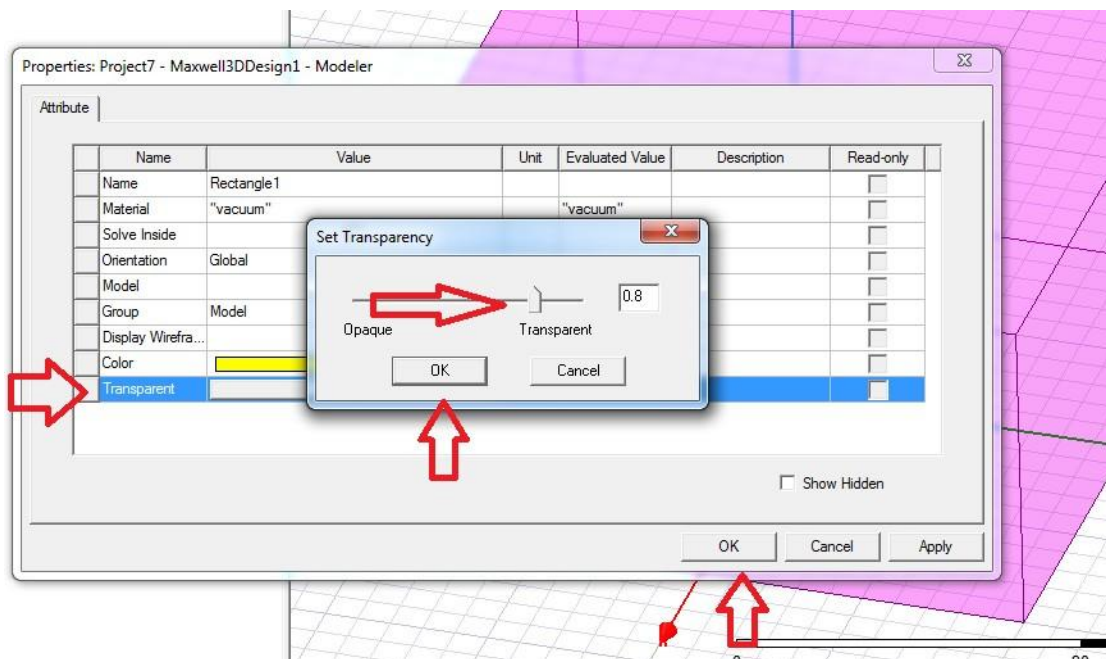 Properties: Project7 - Maxwell3DDesign1 - Modeler
Attribute
Name Value Unit Evaluated Value Description Read-only
Name Rectangle1
Material "vacuum" "vacuum"
Solve Inside
Orientation Global
Model
Group Model
Display Wirefra...
Color
Transparent
Set Transparency
0.8
Opaque Transparent
OK Cancel
Show Hidden
OK Cancel Apply